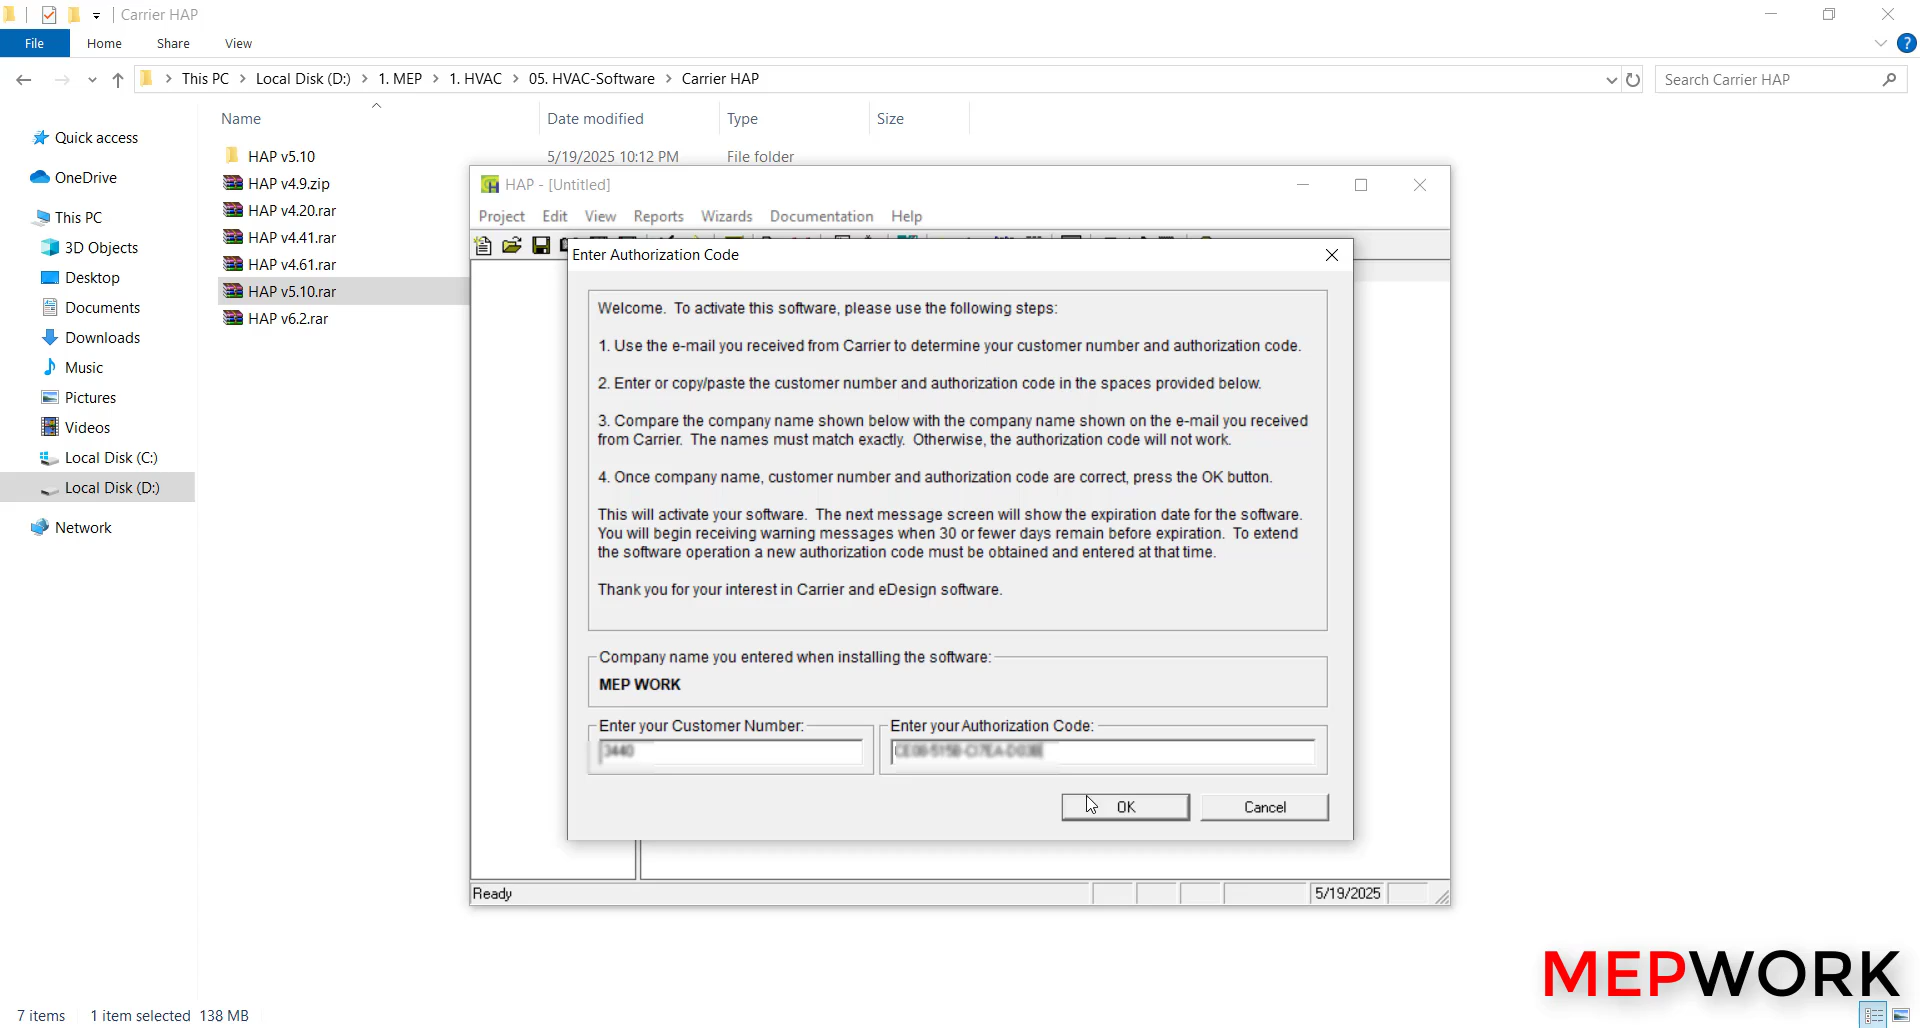 Carrier HAP
File Home Share View
This PC Local Disk (D:) 1. MEP 1. HVAC 05. HVAC-Software Carrier HAP
Search Carrier HAP
Name Date modified Type Size
Quick access
OneDrive
This PC
3D Objects
Desktop
Documents
Downloads
Music
Pictures
Videos
Local Disk (C:)
Local Disk (D:)
Network
HAP v5.10 5/19/2025 10:12 PM File folder
HAP v4.9.zip
HAP v4.20.rar
HAP v4.41.rar
HAP v4.61.rar
HAP v5.10.rar
HAP v6.2.rar
HAP - [Untitled]
Project Edit View Reports Wizards Documentation Help
Enter Authorization Code
Welcome. To activate this software, please use the following steps:
1. Use the e-mail you received from Carrier to determine your customer number and authorization code.
2. Enter or copy/paste the customer number and authorization code in the spaces provided below.
3. Compare the company name shown below with the company name shown on the e-mail you received
from Carrier. The names must match exactly. Otherwise, the authorization code will not work.
4. Once company name, customer number and authorization code are correct, press the OK button.
This will activate your software. The next message screen will show the expiration date for the software.
You will begin receiving warning messages when 30 or fewer days remain before expiration. To extend
the software operation a new authorization code must be obtained and entered at that time.
Thank you for your interest in Carrier and eDesign software.
Company name you entered when installing the software:
MEP WORK
Enter your Customer Number: Enter your Authorization Code:
OK Cancel
Ready 5/19/2025
MEPWORK
7 items 1 item selected 138 MB